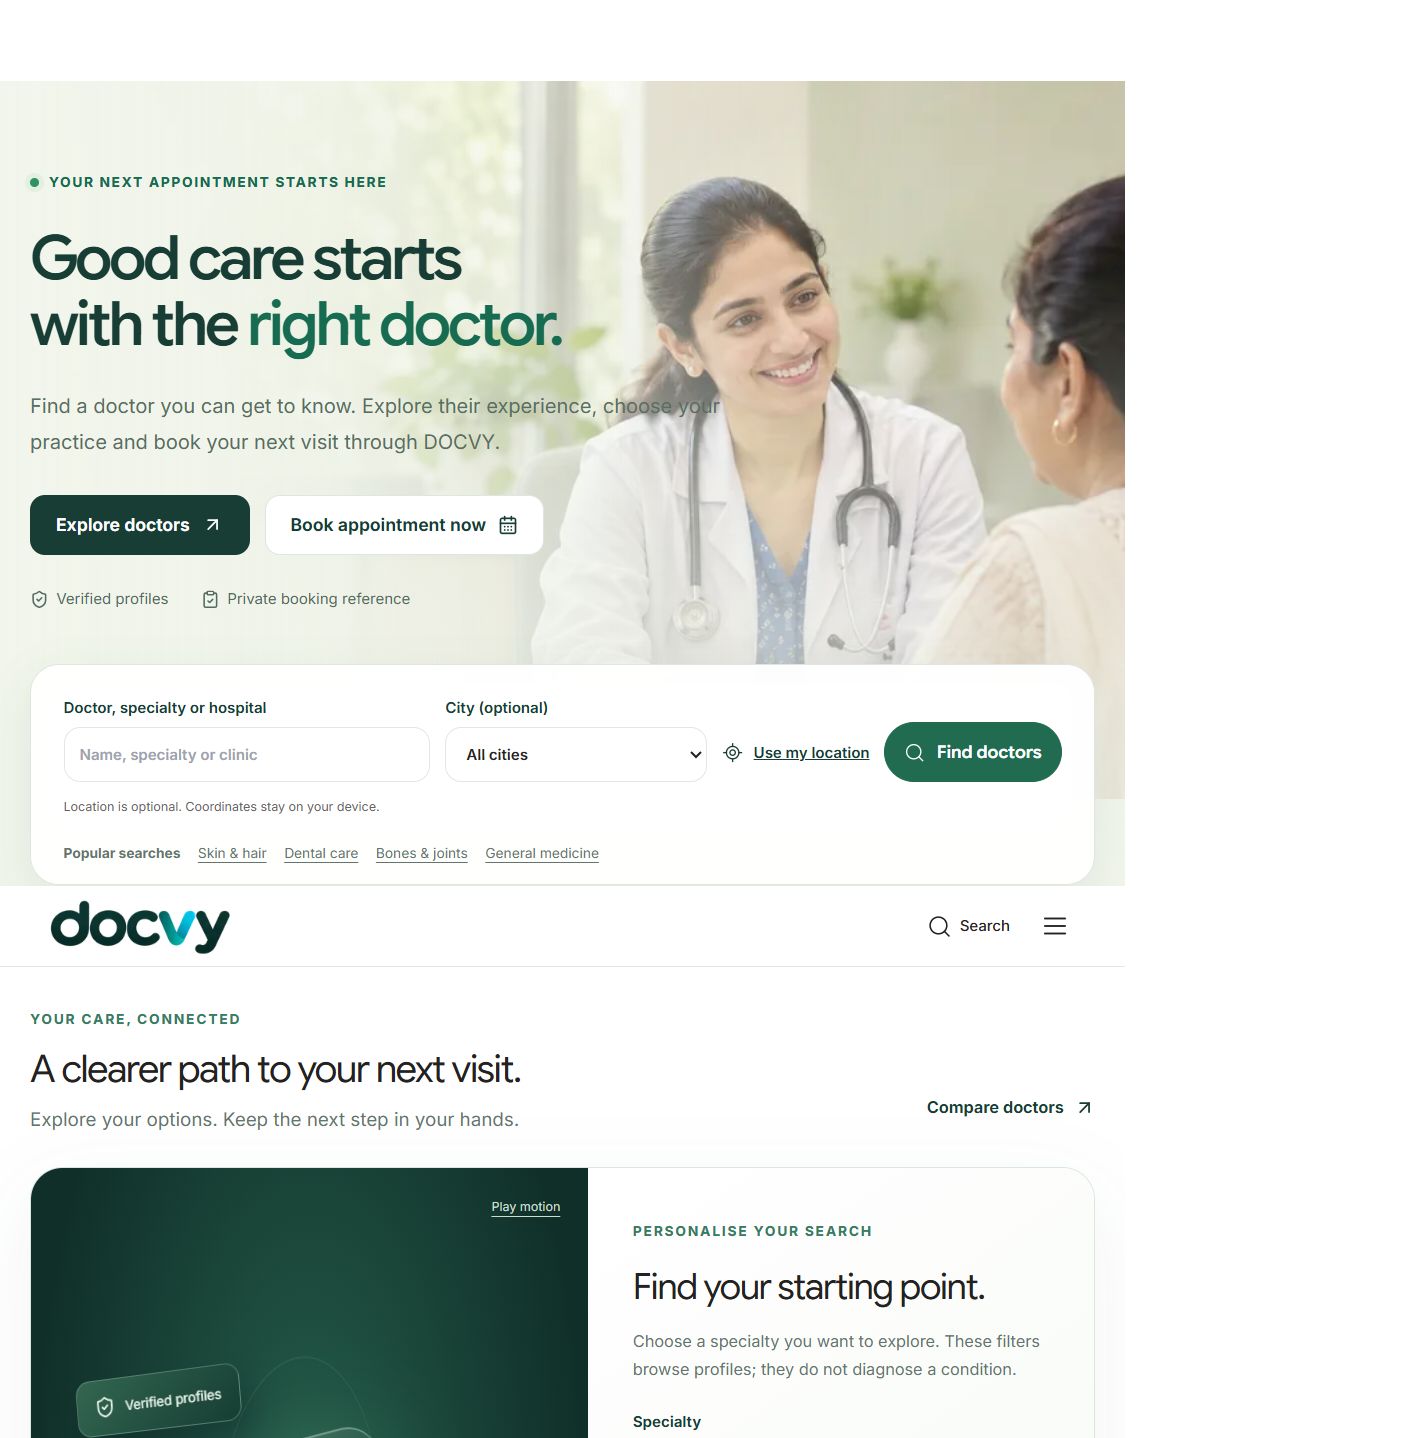 YOUR NEXT APPOINTMENT STARTS HERE
Good care starts
with the right doctor.
Find a doctor you can get to know. Explore their experience, choose your
practice and book your next visit through DOCVY.
Explore doctors
Book appointment now
Verified profiles
Private booking reference
Doctor, specialty or hospital
City (optional)
Name, specialty or clinic
All cities
Use my location
Find doctors
Location is optional. Coordinates stay on your device.
Popular searches Skin & hair Dental care Bones & joints General medicine
docvy
Search
YOUR CARE, CONNECTED
A clearer path to your next visit.
Explore your options. Keep the next step in your hands.
Compare doctors
Play motion
Verified profiles
PERSONALISE YOUR SEARCH
Find your starting point.
Choose a specialty you want to explore. These filters
browse profiles; they do not diagnose a condition.
Specialty